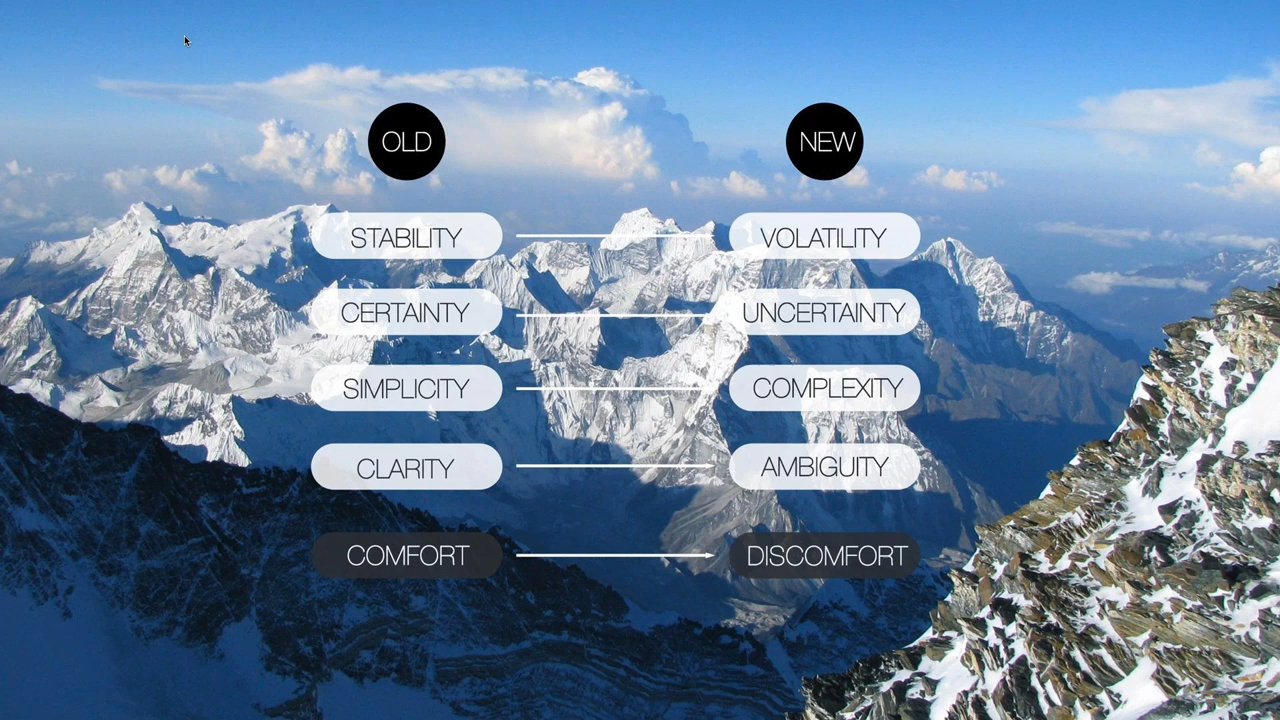 OLD NEW
STABILITY VOLATILITY
CERTAINTY UNCERTAINTY
SIMPLICITY COMPLEXITY
CLARITY AMBIGUITY
COMFORT DISCOMFORT